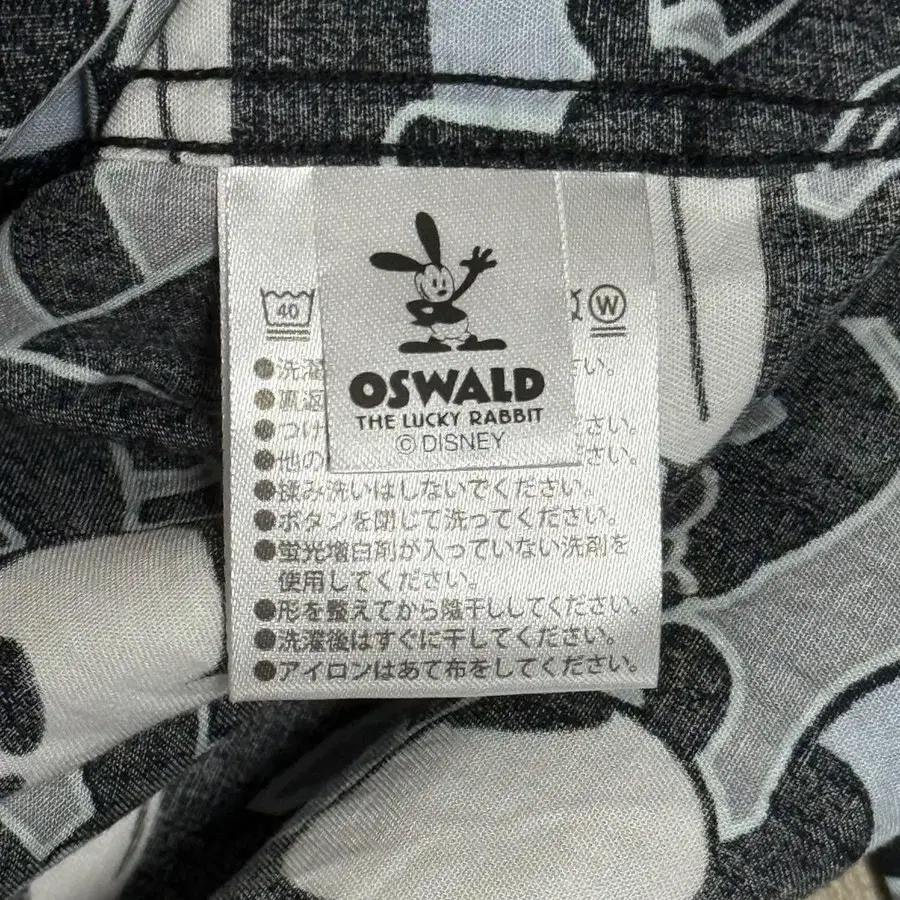 40
W
OSWALD
THE LUCKY RABBIT
© DISNEY
●洗濯 い。
●裏返
●つけ ださい。
●他の ださい。
●揉み洗いはしないでください。
●ボタンを閉じて洗ってください。
●蛍光増白剤が入っていない洗剤を
使用してください。
●形を整えてから陰干ししてください。
●洗濯後はすぐに干してください。
●アイロンはあて布をしてください。